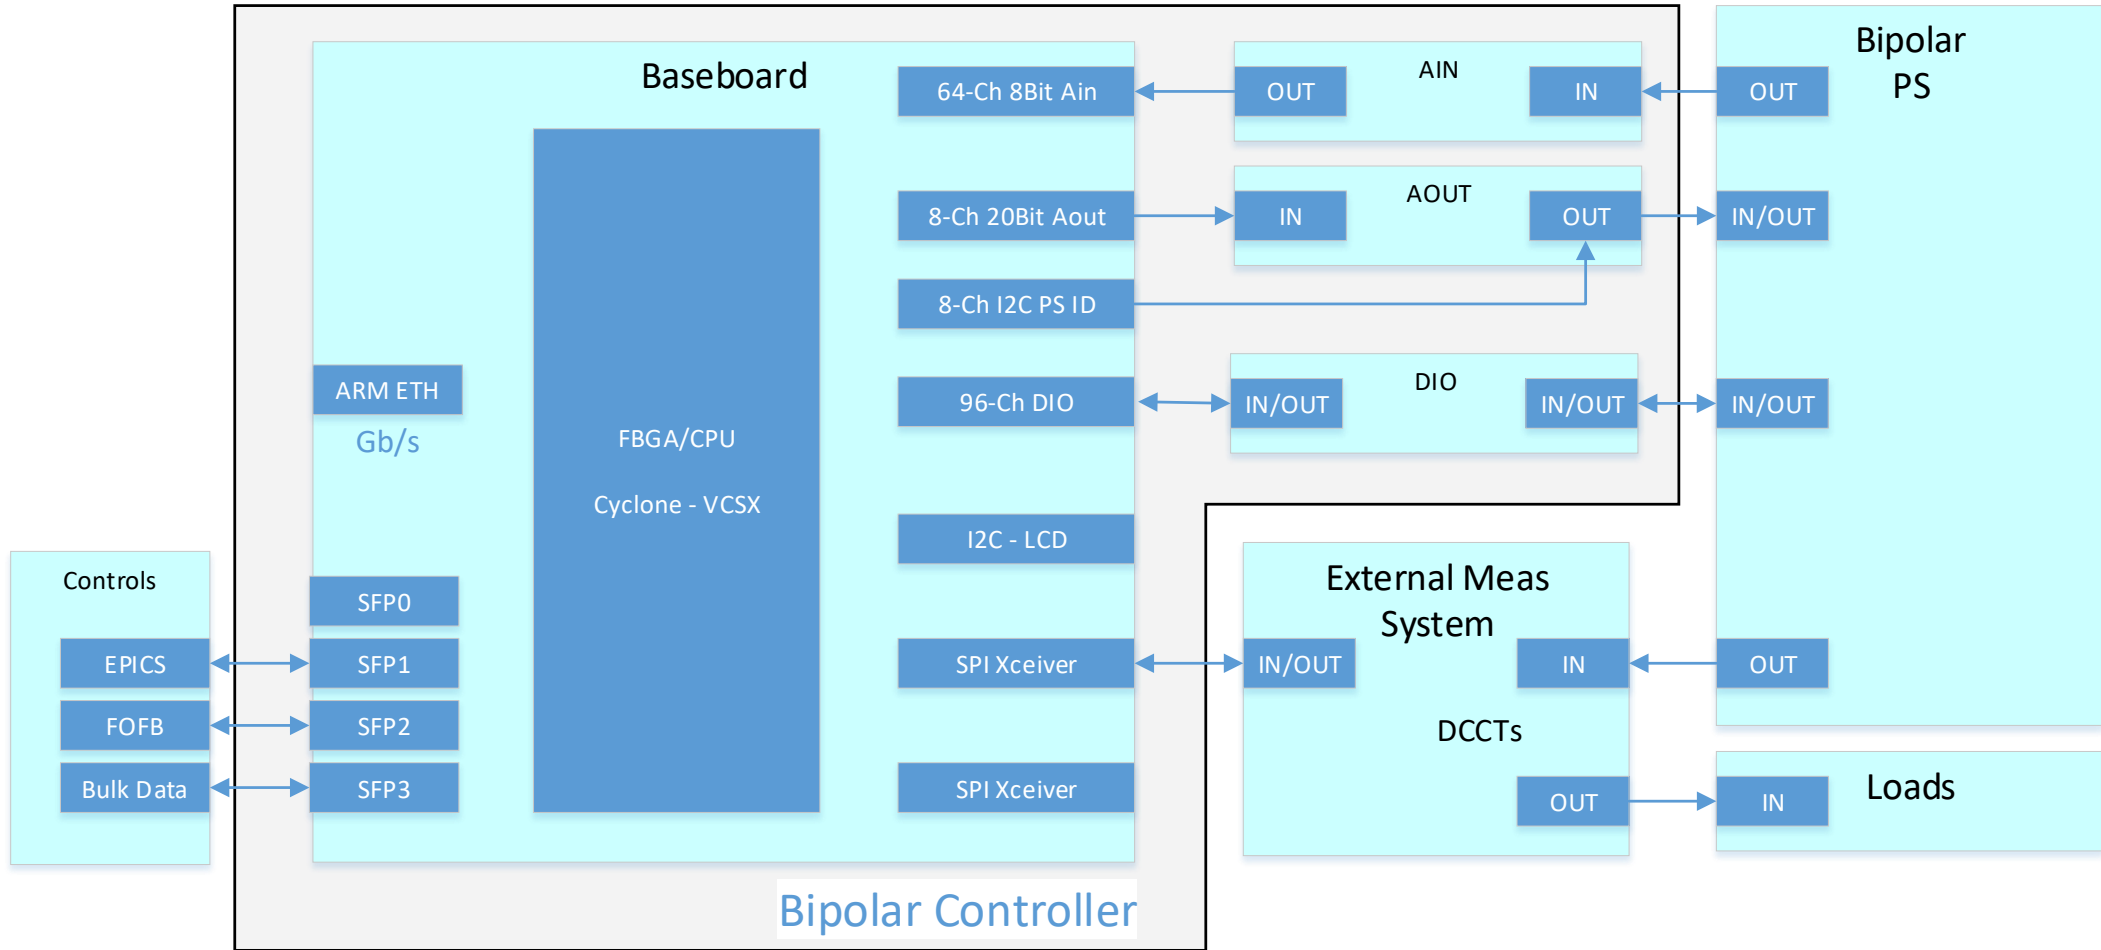 Baseboard
64-Ch 8Bit Ain
8-Ch 20Bit Aout
8-Ch I2C PS ID
96-Ch DIO
I2C - LCD
SPI Xceiver
SPI Xceiver
FBGA/CPU
Cyclone - VCSX
ARM ETH
Gb/s
SFP0
SFP1
SFP2
SFP3
Controls
EPICS
FOFB
Bulk Data
AIN
OUT
IN
AOUT
IN
OUT
DIO
IN/OUT
IN/OUT
Bipolar
PS
OUT
IN/OUT
IN/OUT
OUT
External Meas
System
IN/OUT
IN
DCCTs
OUT
Loads
IN
Bipolar Controller